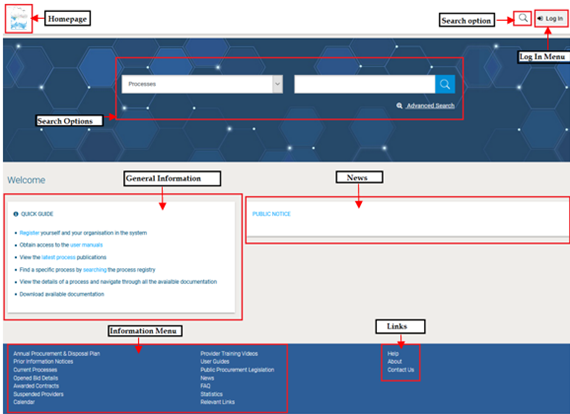 Homepage
Search option
Log In
Log In Menu
Processes
Advanced Search
Search Options
Welcome
General Information
News
QUICK GUIDE
PUBLIC NOTICE
Register yourself and your organisation in the system
Obtain access to the user manuals
View the latest process publications
Find a specific process by searching the process registry
View the details of a process and navigate through all the avaialble documentation
Download available documentation
Information Menu
Links
Annual Procurement & Disposal Plan
Prior Information Notices
Current Processes
Opened Bid Details
Awarded Contracts
Suspended Providers
Calendar
Provider Training Videos
User Guides
Public Procurement Legislation
News
FAQ
Statistics
Relevant Links
Help
About
Contact Us